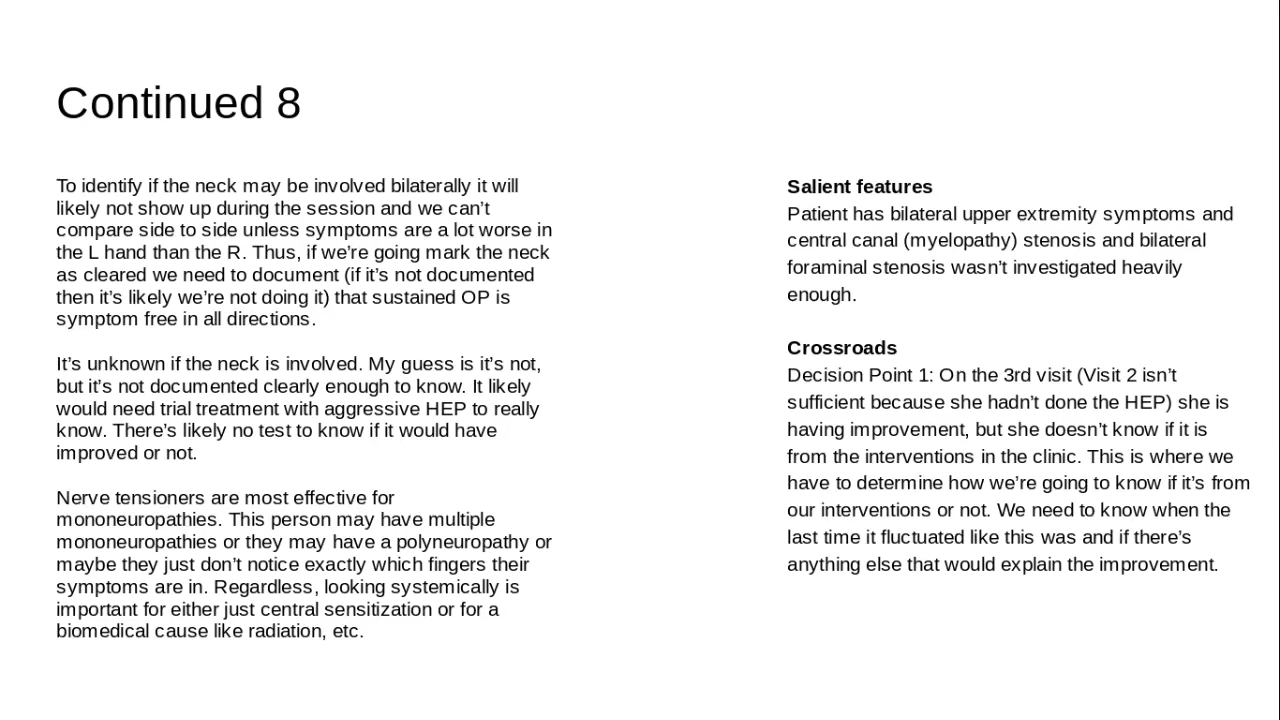 Continued 8
To identify if the neck may be involved bilaterally it will
likely not show up during the session and we can’t
compare side to side unless symptoms are a lot worse in
the L hand than the R. Thus, if we’re going mark the neck
as cleared we need to document (if it’s not documented
then it’s likely we’re not doing it) that sustained OP is
symptom free in all directions.
It’s unknown if the neck is involved. My guess is it’s not,
but it’s not documented clearly enough to know. It likely
would need trial treatment with aggressive HEP to really
know. There’s likely no test to know if it would have
improved or not.
Nerve tensioners are most effective for
mononeuropathies. This person may have multiple
mononeuropathies or they may have a polyneuropathy or
maybe they just don’t notice exactly which fingers their
symptoms are in. Regardless, looking systemically is
important for either just central sensitization or for a
biomedical cause like radiation, etc.
Salient features
Patient has bilateral upper extremity symptoms and
central canal (myelopathy) stenosis and bilateral
foraminal stenosis wasn’t investigated heavily
enough.
Crossroads
Decision Point 1: On the 3rd visit (Visit 2 isn’t
sufficient because she hadn’t done the HEP) she is
having improvement, but she doesn’t know if it is
from the interventions in the clinic. This is where we
have to determine how we’re going to know if it’s from
our interventions or not. We need to know when the
last time it fluctuated like this was and if there’s
anything else that would explain the improvement.